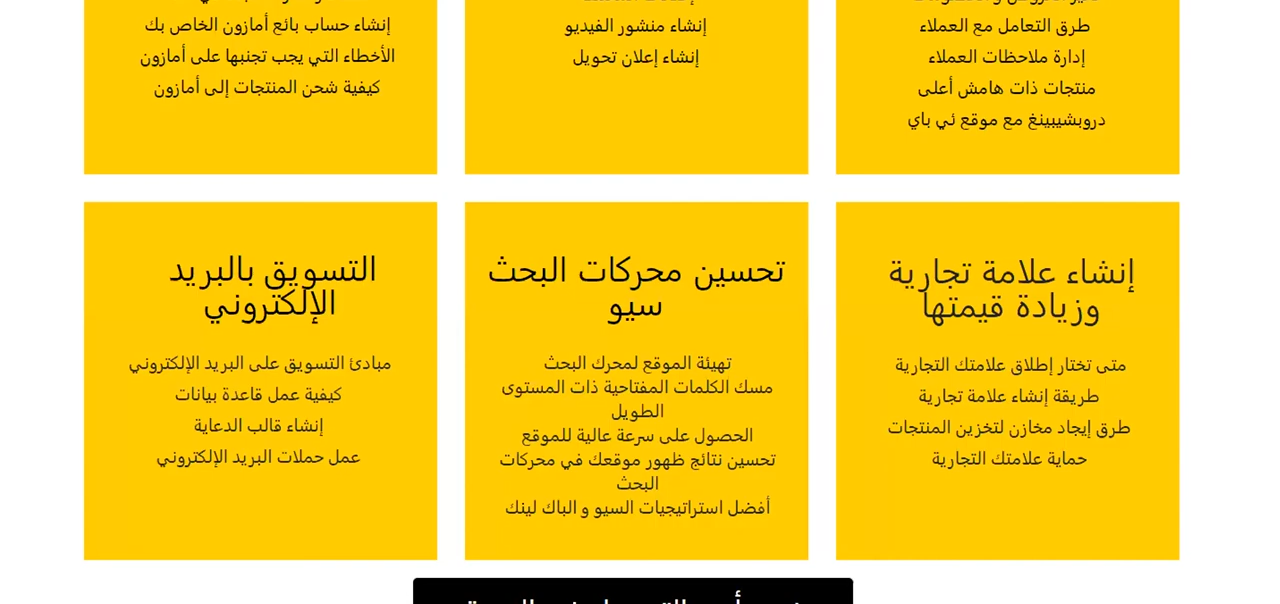 طرق التعامل مع العملاء
إدارة ملاحظات العملاء
منتجات ذات هامش أعلى
دروبشيبينغ مع موقع ئي باي
إنشاء منشور الفيديو
إنشاء إعلان تحويل
إنشاء حساب بائع أمازون الخاص بك
الأخطاء التي يجب تجنبها على أمازون
كيفية شحن المنتجات إلى أمازون
إنشاء علامة تجارية
وزيادة قيمتها
متى تختار إطلاق علامتك التجارية
طريقة إنشاء علامة تجارية
طرق إيجاد مخازن لتخزين المنتجات
حماية علامتك التجارية
تحسين محركات البحث
سيو
تهيئة الموقع لمحرك البحث
مسك الكلمات المفتاحية ذات المستوى
الطويل
الحصول على سرعة عالية للموقع
تحسين نتائج ظهور موقعك في محركات
البحث
أفضل استراتيجيات السيو و الباك لينك
التسويق بالبريد
الإلكتروني
مبادئ التسويق على البريد الإلكتروني
كيفية عمل قاعدة بيانات
إنشاء قالب الدعاية
عمل حملات البريد الإلكتروني